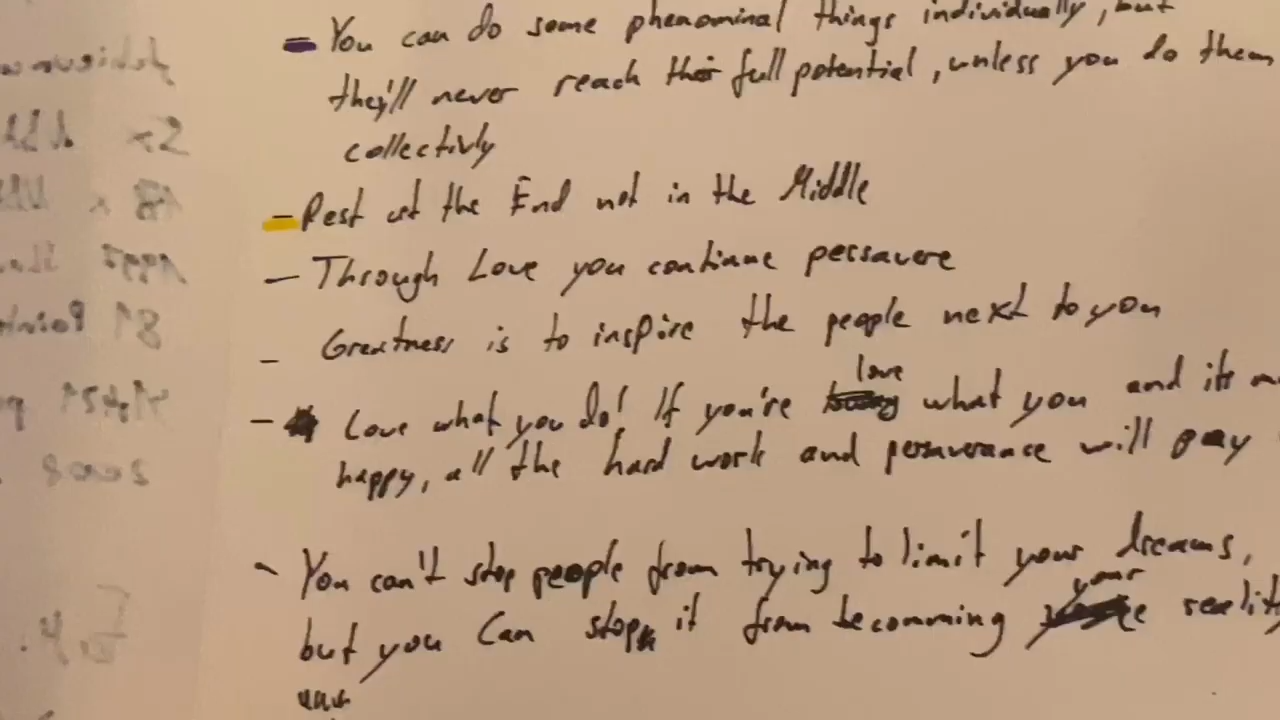 You can do some phenominal things individually, but
they'll never reach their full potential, unless you do them
collectivly
- Rest at the End not in the Middle
- Through Love you continue persavere
- Greatness is to inspire the people next to you
love
- Love what you do! If you're what you and its
happy, all the hard work and perseverance will pay
- You can't stop people from trying to limit your dreams,
your
but you Can stop it from becomming reality